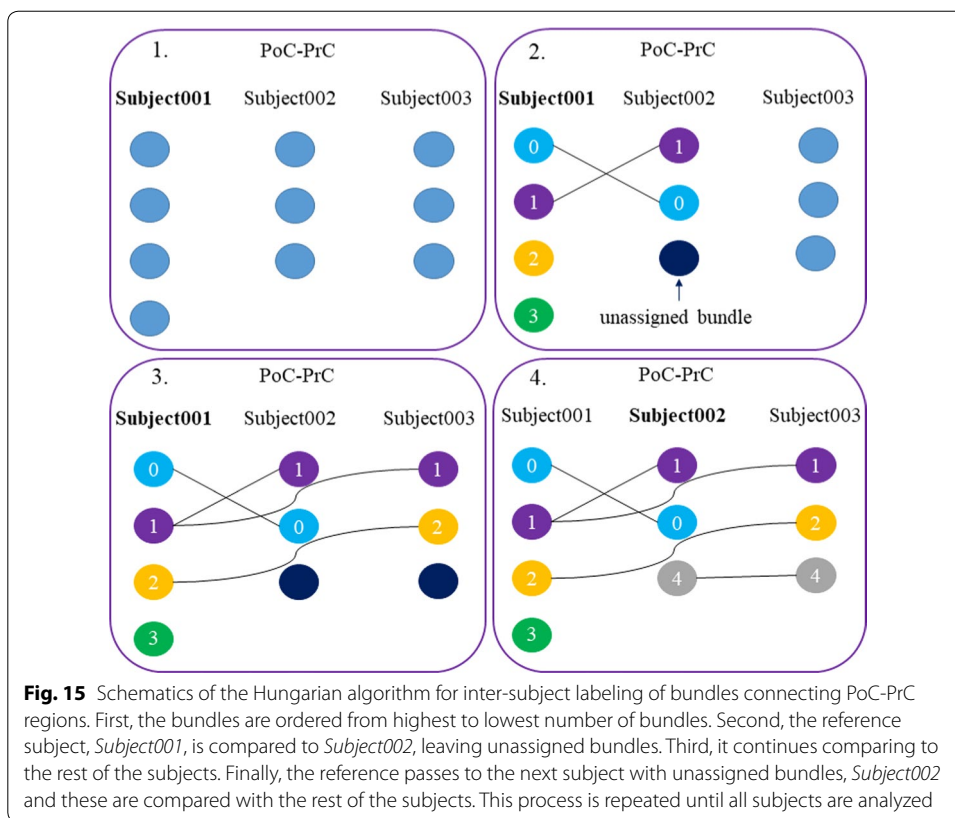 1. PoC-PrC
Subject001 Subject002 Subject003
2. PoC-PrC
Subject001 Subject002 Subject003
0 1
1 0
2
3
unassigned bundle
3. PoC-PrC
Subject001 Subject002 Subject003
0 1 1
1 0 2
2
3
4. PoC-PrC
Subject001 Subject002 Subject003
0 1 1
1 0 2
2 4 4
3
Fig. 15 Schematics of the Hungarian algorithm for inter-subject labeling of bundles connecting PoC-PrC
regions. First, the bundles are ordered from highest to lowest number of bundles. Second, the reference
subject, Subject001, is compared to Subject002, leaving unassigned bundles. Third, it continues comparing to
the rest of the subjects. Finally, the reference passes to the next subject with unassigned bundles, Subject002
and these are compared with the rest of the subjects. This process is repeated until all subjects are analyzed